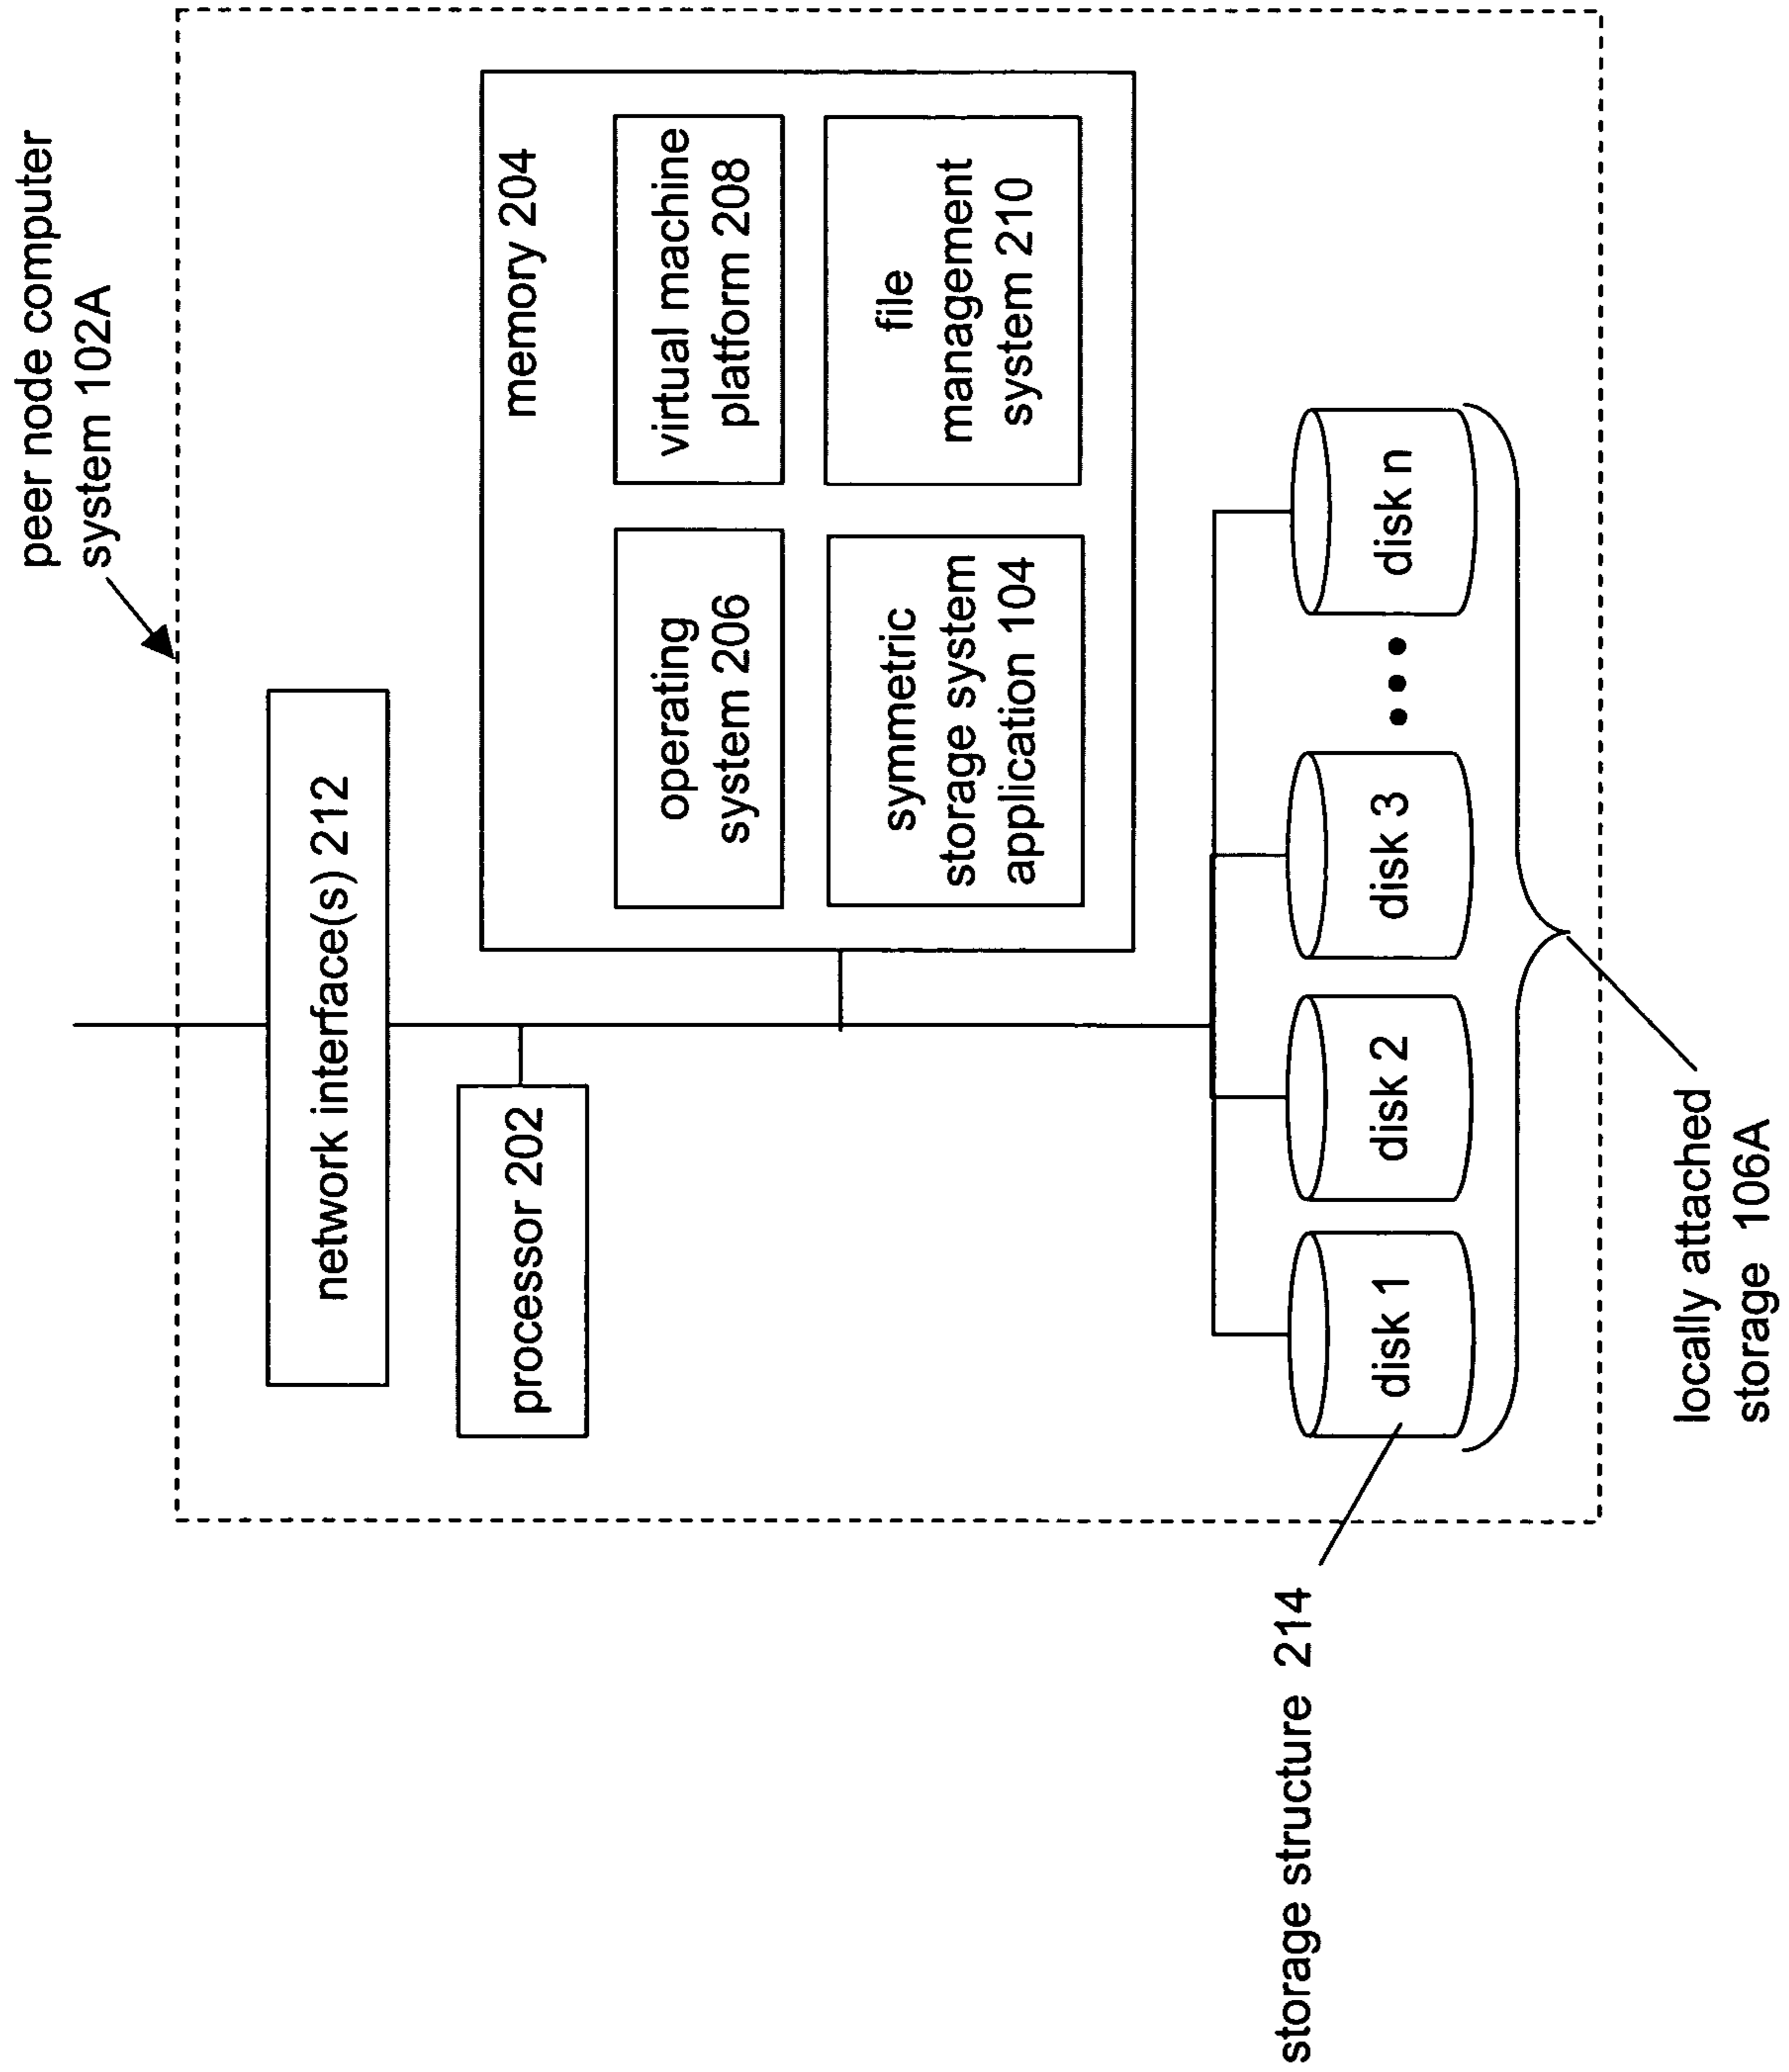 peer node computer
system 102A
network interface(s) 212
processor 202
memory 204
operating
system 206
virtual machine
platform 208
symmetric
storage system
application 104
file
management
system 210
disk 1
disk 2
disk 3
disk n
storage structure 214
locally attached
storage 106A